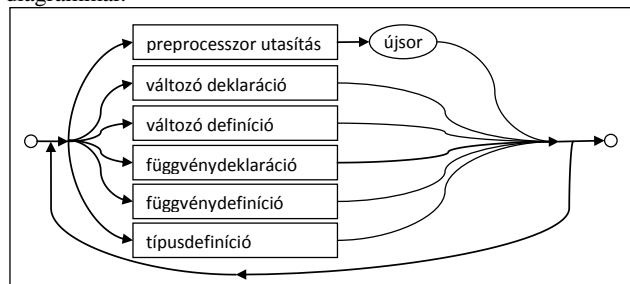 diagrammal.
preprocesszor utasítás
újsor
változó deklaráció
változó definíció
függvénydeklaráció
függvénydefiníció
típusdefiníció